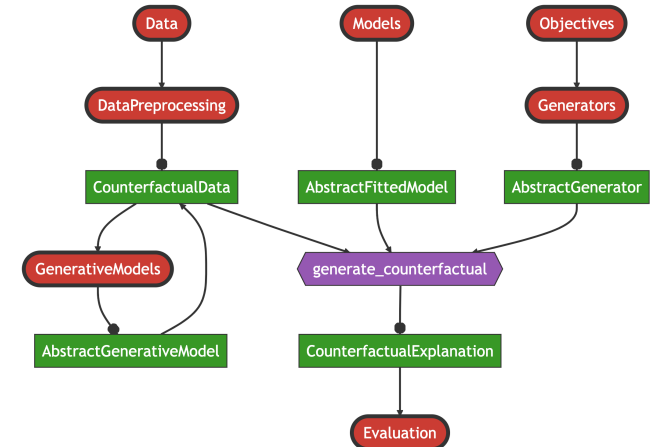 Data
Models
Objectives
DataPreprocessing
Generators
CounterfactualData
AbstractFittedModel
AbstractGenerator
GenerativeModels
generate_counterfactual
AbstractGenerativeModel
CounterfactualExplanation
Evaluation